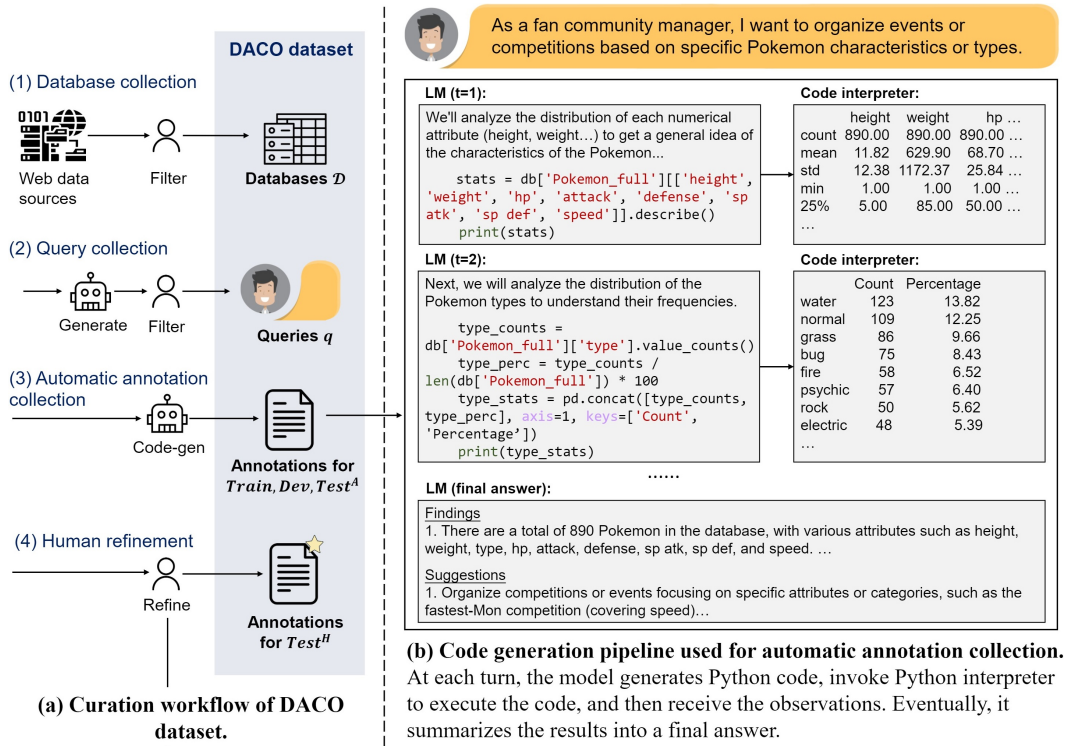 DACO dataset
(1) Database collection
0101
Web data
sources
Filter
Databases 𝒟
(2) Query collection
Generate
Filter
Queries q
(3) Automatic annotation
collection
Code-gen
Annotations for
Train, Dev, Test^A
(4) Human refinement
Refine
Annotations
for Test^H
(a) Curation workflow of DACO
dataset.
As a fan community manager, I want to organize events or
competitions based on specific Pokemon characteristics or types.
LM (t=1):
We'll analyze the distribution of each numerical
attribute (height, weight…) to get a general idea of
the characteristics of the Pokemon...
stats = db['Pokemon_full'][['height',
'weight', 'hp', 'attack', 'defense', 'sp
atk', 'sp def', 'speed']].describe()
print(stats)
Code interpreter:
height weight hp …
count 890.00 890.00 890.00 …
mean 11.82 629.90 68.70 …
std 12.38 1172.37 25.84 …
min 1.00 1.00 1.00 …
25% 5.00 85.00 50.00 …
…
LM (t=2):
Next, we will analyze the distribution of the
Pokemon types to understand their frequencies.
type_counts =
db['Pokemon_full']['type'].value_counts()
type_perc = type_counts /
len(db['Pokemon_full']) * 100
type_stats = pd.concat([type_counts,
type_perc], axis=1, keys=['Count',
'Percentage’])
print(type_stats)
Code interpreter:
Count Percentage
water 123 13.82
normal 109 12.25
grass 86 9.66
bug 75 8.43
fire 58 6.52
psychic 57 6.40
rock 50 5.62
electric 48 5.39
…
……
LM (final answer):
Findings
1. There are a total of 890 Pokemon in the database, with various attributes such as height,
weight, type, hp, attack, defense, sp atk, sp def, and speed. …
Suggestions
1. Organize competitions or events focusing on specific attributes or categories, such as the
fastest-Mon competition (covering speed)…
(b) Code generation pipeline used for automatic annotation collection.
At each turn, the model generates Python code, invoke Python interpreter
to execute the code, and then receive the observations. Eventually, it
summarizes the results into a final answer.